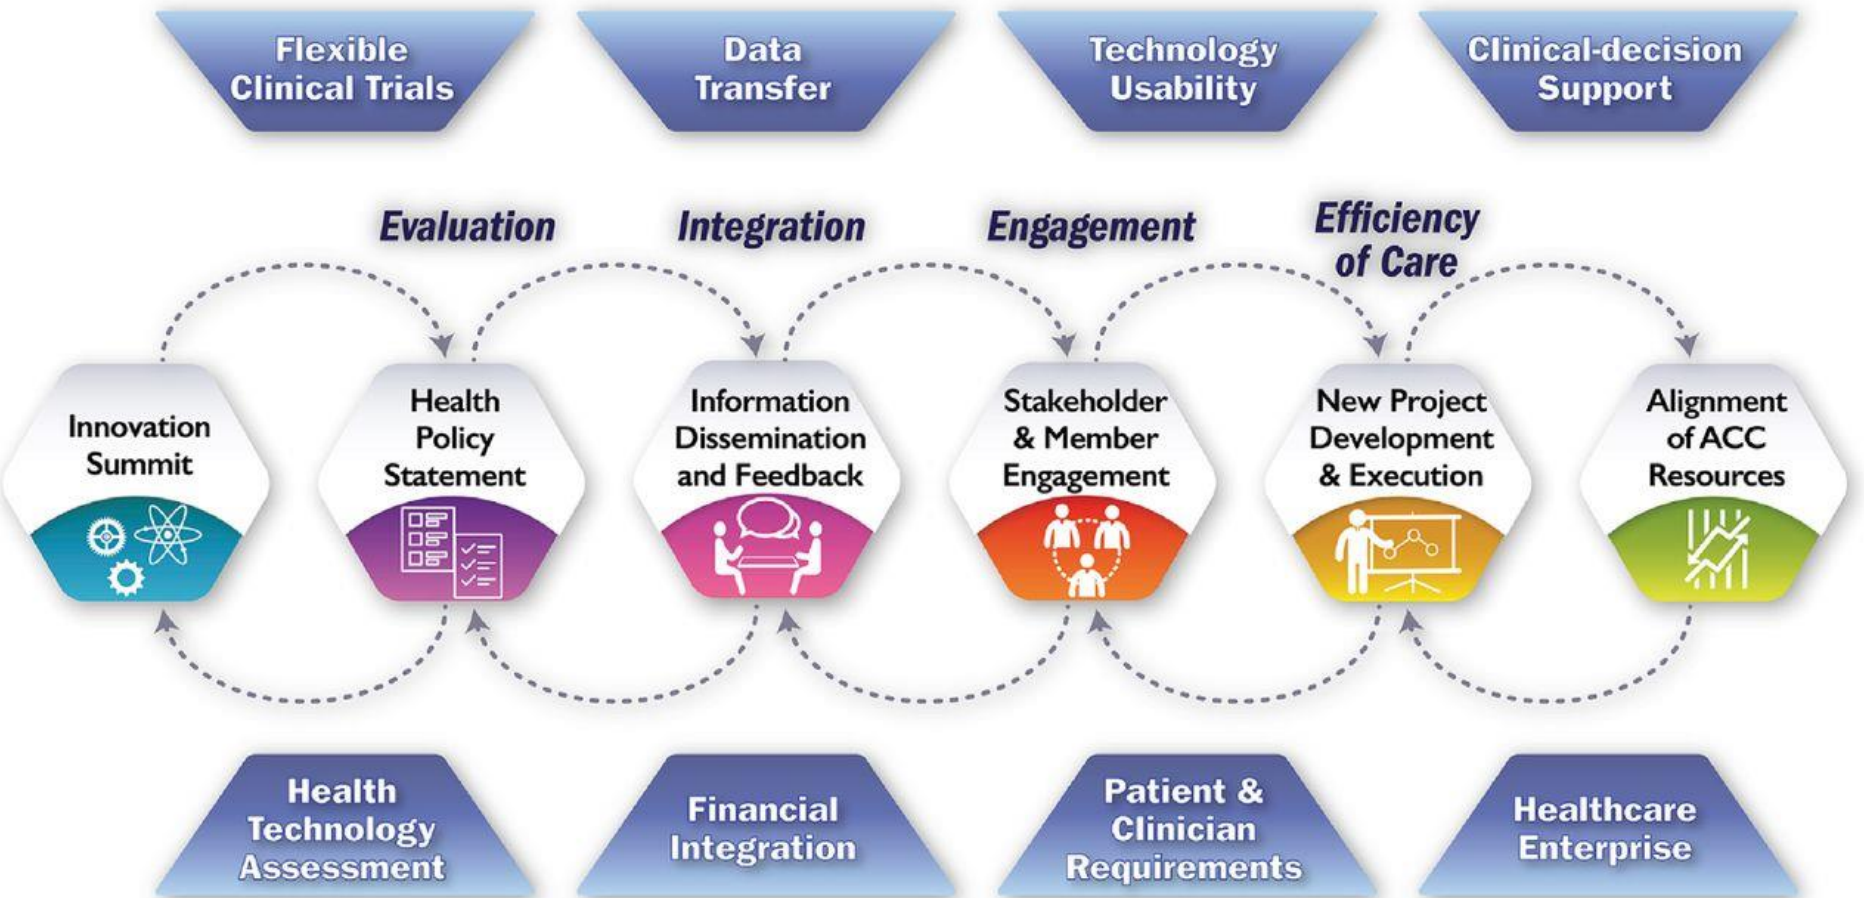 Flexible
Clinical Trials
Data
Transfer
Technology
Usability
Clinical-decision
Support
Evaluation
Integration
Engagement
Efficiency
of Care
Innovation
Summit
Health
Policy
Statement
Information
Dissemination
and Feedback
Stakeholder
& Member
Engagement
New Project
Development
& Execution
Alignment
of ACC
Resources
Health
Technology
Assessment
Financial
Integration
Patient &
Clinician
Requirements
Healthcare
Enterprise